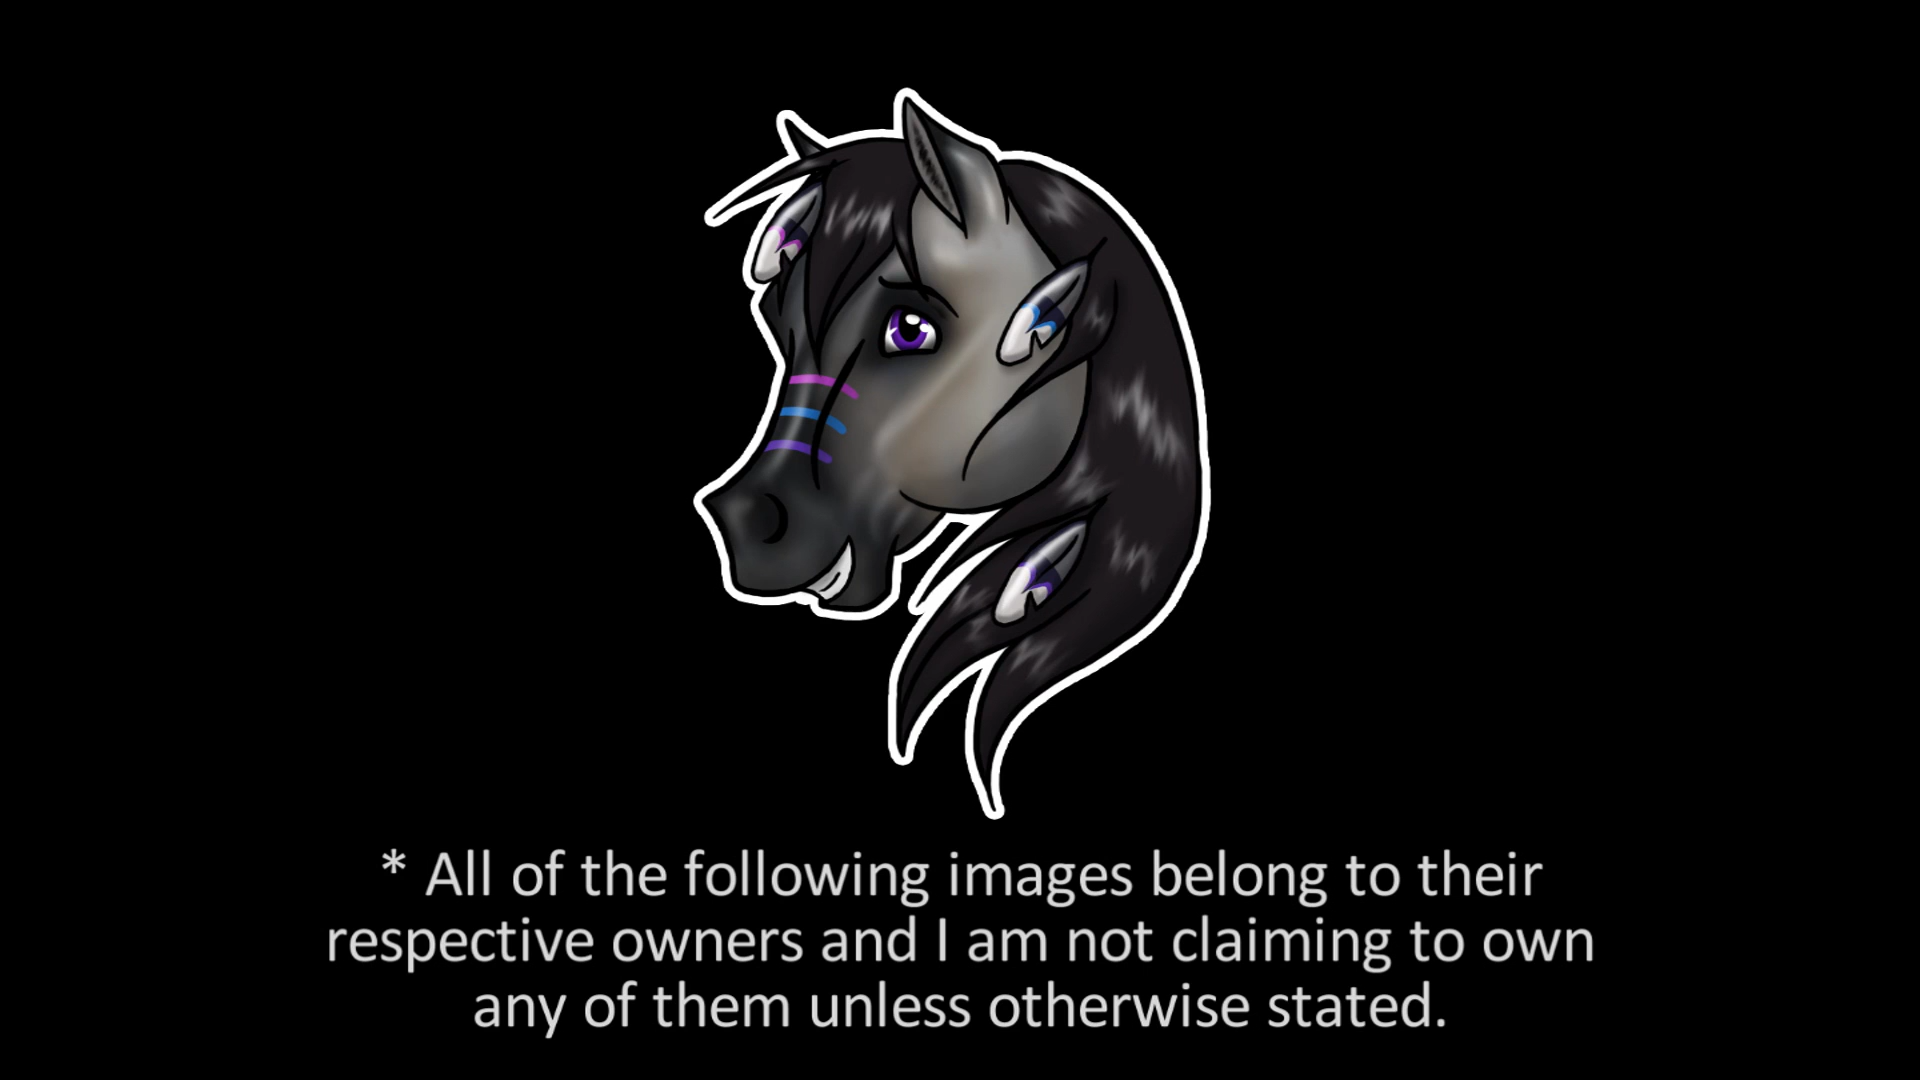 * All of the following images belong to their
respective owners and I am not claiming to own
any of them unless otherwise stated.